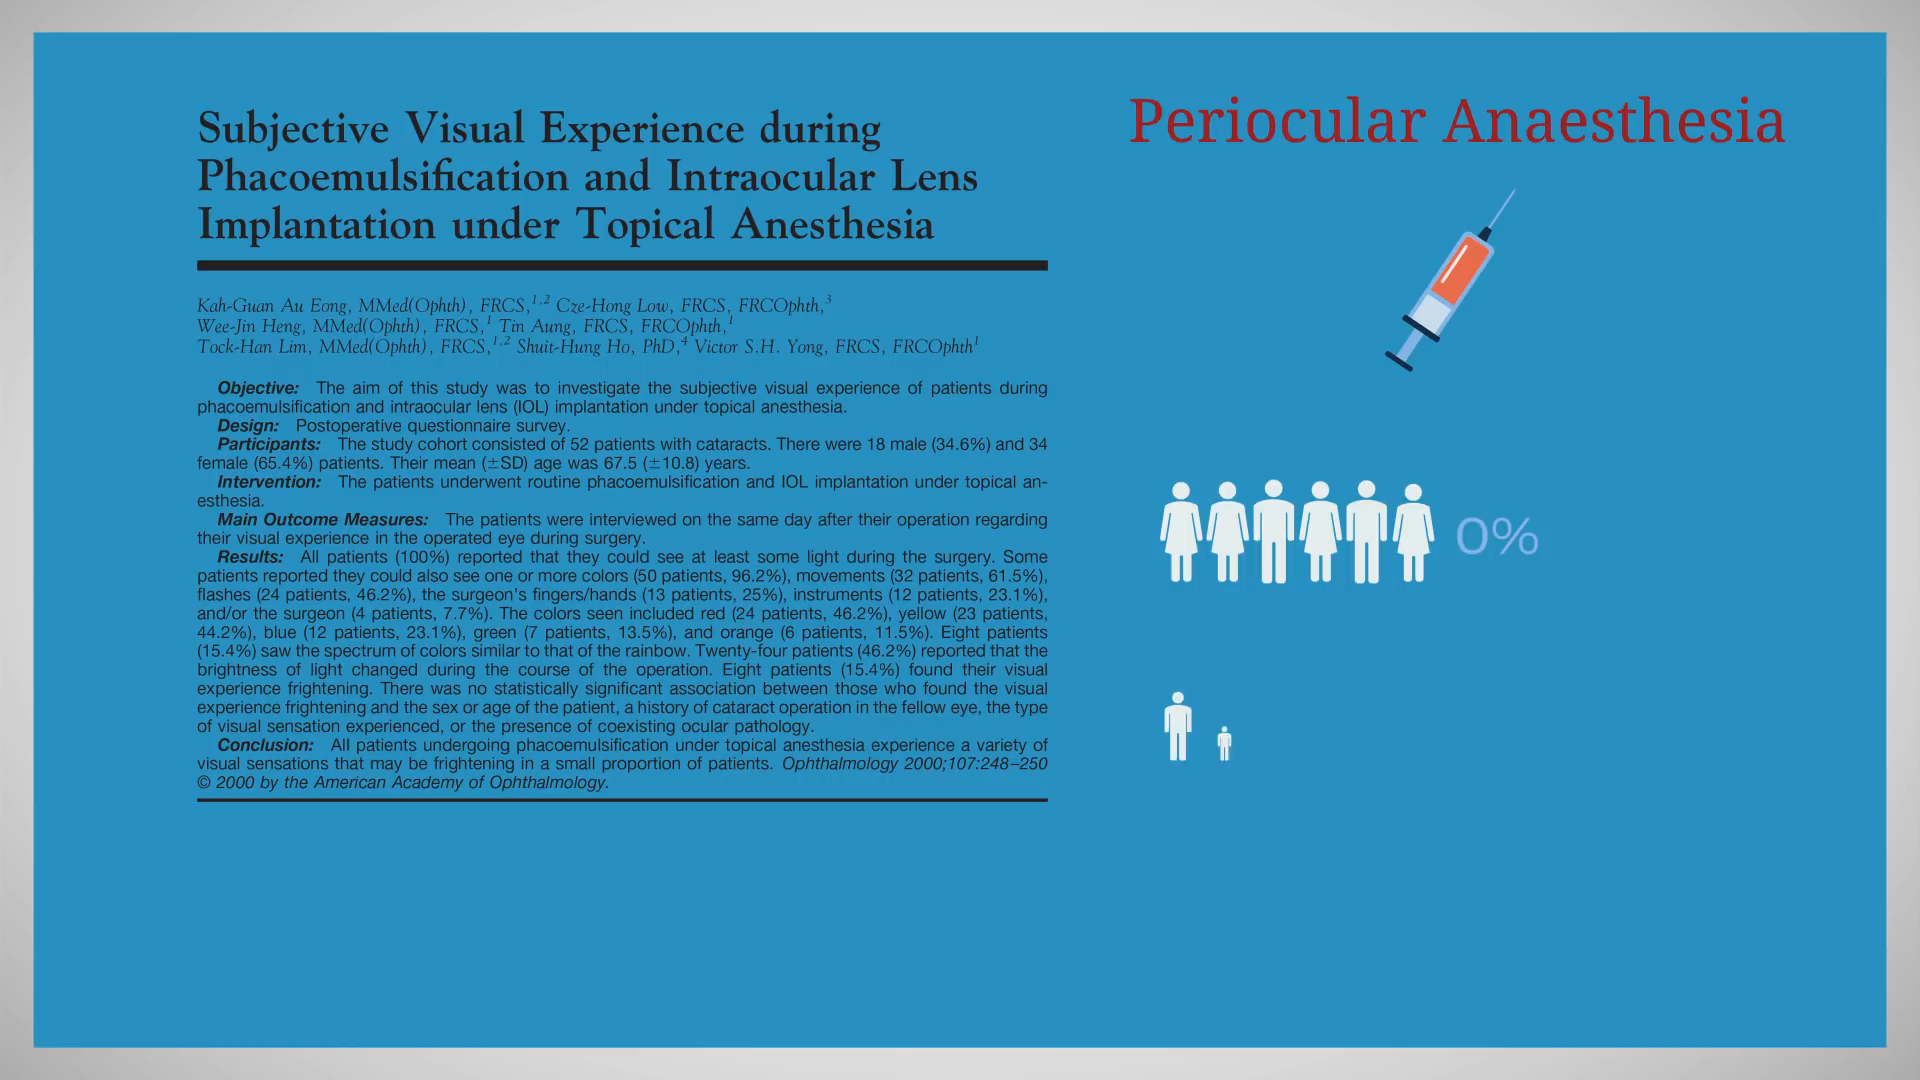 Subjective Visual Experience during
Phacoemulsification and Intraocular Lens
Implantation under Topical Anesthesia
Kah-Guan Au Eong, MMed(Ophth), FRCS,1,2 Cze-Hong Low, FRCS, FRCOphth,3
Wee-Jin Heng, MMed(Ophth), FRCS,1 Tin Aung, FRCS, FRCOphth,1
Tock-Han Lim, MMed(Ophth), FRCS,1,2 Shuit-Hung Ho, PhD,4 Victor S.H. Yong, FRCS, FRCOphth1
Objective: The aim of this study was to investigate the subjective visual experience of patients during
phacoemulsification and intraocular lens (IOL) implantation under topical anesthesia.
Design: Postoperative questionnaire survey.
Participants: The study cohort consisted of 52 patients with cataracts. There were 18 male (34.6%) and 34
female (65.4%) patients. Their mean (±SD) age was 67.5 (±10.8) years.
Intervention: The patients underwent routine phacoemulsification and IOL implantation under topical an-
esthesia.
Main Outcome Measures: The patients were interviewed on the same day after their operation regarding
their visual experience in the operated eye during surgery.
Results: All patients (100%) reported that they could see at least some light during the surgery. Some
patients reported they could also see one or more colors (50 patients, 96.2%), movements (32 patients, 61.5%),
flashes (24 patients, 46.2%), the surgeon's fingers/hands (13 patients, 25%), instruments (12 patients, 23.1%),
and/or the surgeon (4 patients, 7.7%). The colors seen included red (24 patients, 46.2%), yellow (23 patients,
44.2%), blue (12 patients, 23.1%), green (7 patients, 13.5%), and orange (6 patients, 11.5%). Eight patients
(15.4%) saw the spectrum of colors similar to that of the rainbow. Twenty-four patients (46.2%) reported that the
brightness of light changed during the course of the operation. Eight patients (15.4%) found their visual
experience frightening. There was no statistically significant association between those who found the visual
experience frightening and the sex or age of the patient, a history of cataract operation in the fellow eye, the type
of visual sensation experienced, or the presence of coexisting ocular pathology.
Conclusion: All patients undergoing phacoemulsification under topical anesthesia experience a variety of
visual sensations that may be frightening in a small proportion of patients. Ophthalmology 2000;107:248–250
© 2000 by the American Academy of Ophthalmology.
Periocular Anaesthesia
0%